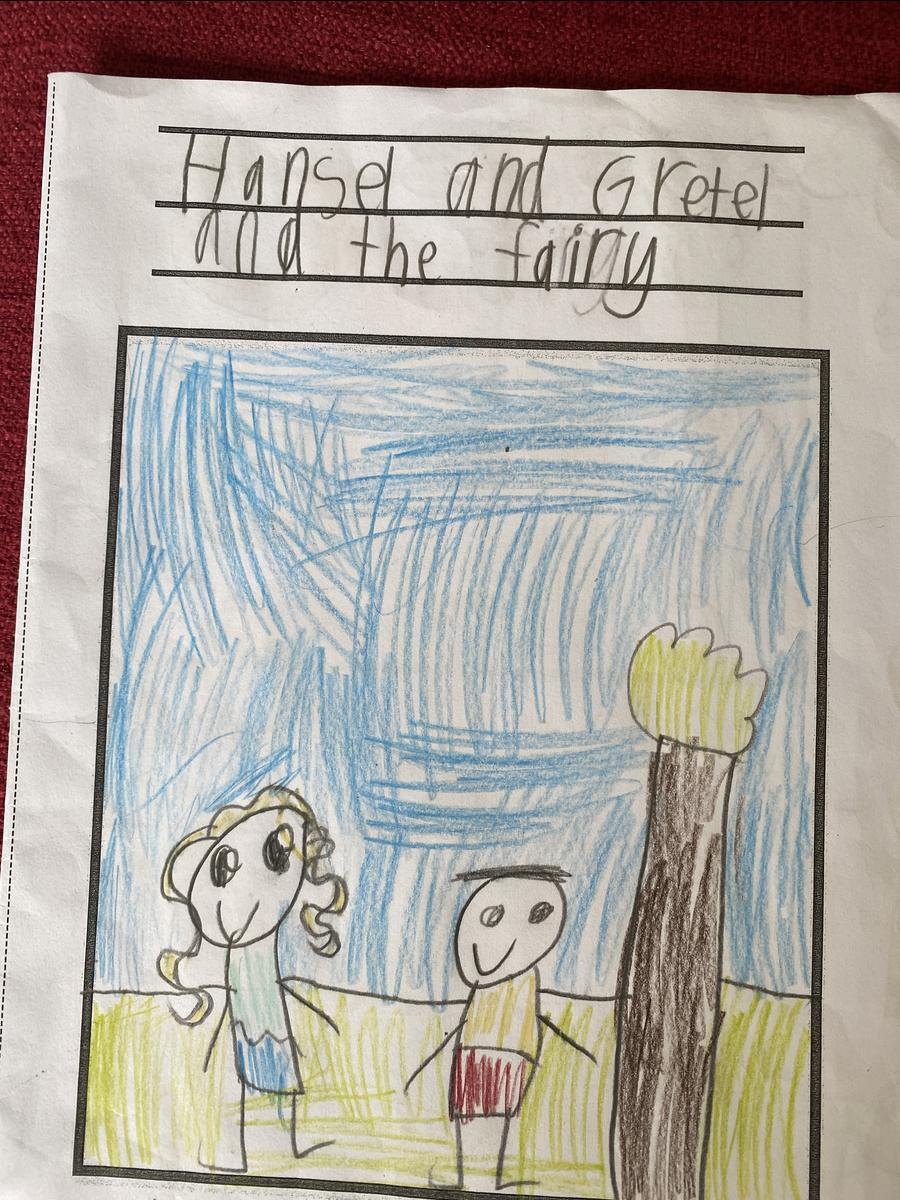 Hansel and Gretel
and the fairy